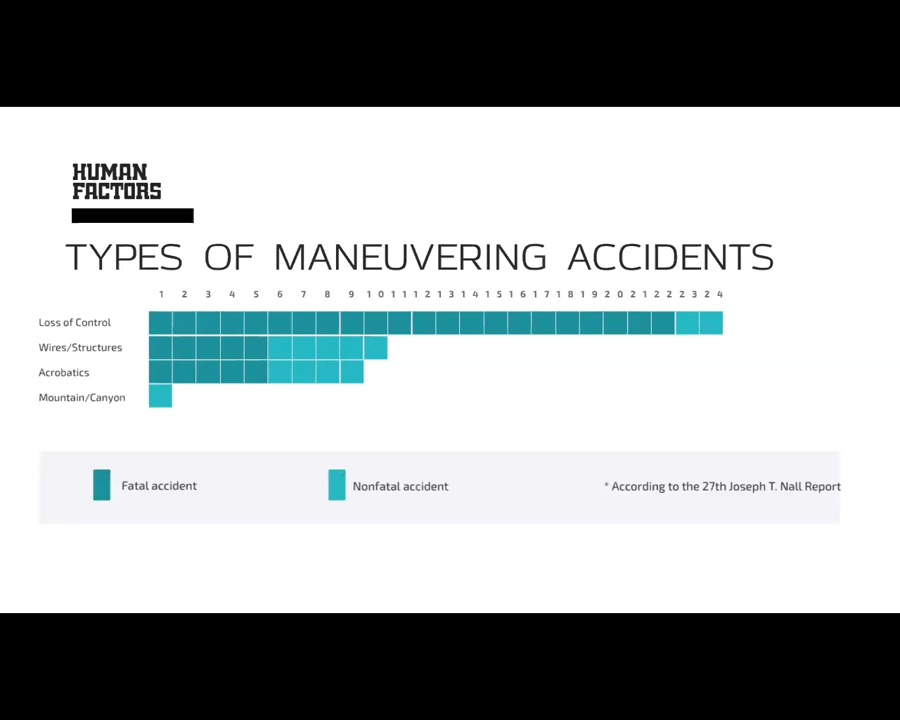 HUMAN
FACTORS
TYPES OF MANEUVERING ACCIDENTS
1 2 3 4 5 6 7 8 9 10 11 12 13 14 15 16 17 18 19 20 21 22 23 24
Loss of Control
Wires/Structures
Acrobatics
Mountain/Canyon
Fatal accident
Nonfatal accident
* According to the 27th Joseph T. Nall Report